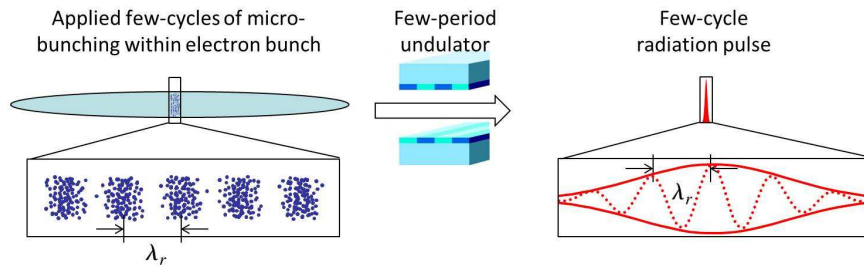 Applied few-cycles of micro-
bunching within electron bunch
Few-period
undulator
Few-cycle
radiation pulse
λr
λr